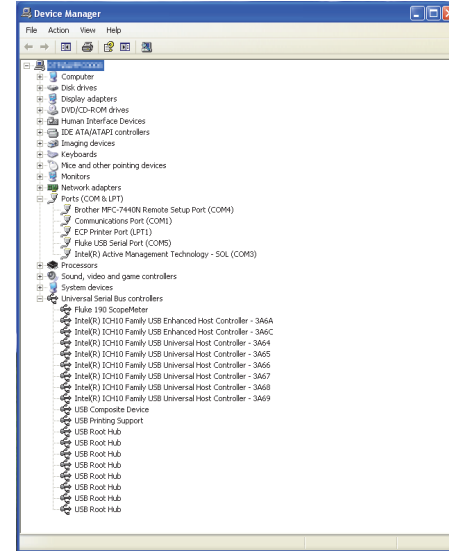 Device Manager
File Action View Help
Computer
Disk drives
Display adapters
DVD/CD-ROM drives
Human Interface Devices
IDE ATA/ATAPI controllers
Imaging devices
Keyboards
Mice and other pointing devices
Monitors
Network adapters
Ports (COM & LPT)
Brother MFC-7440N Remote Setup Port (COM4)
Communications Port (COM1)
ECP Printer Port (LPT1)
Fluke USB Serial Port (COM5)
Intel(R) Active Management Technology - SOL (COM3)
Processors
Sound, video and game controllers
System devices
Universal Serial Bus controllers
Fluke 190 ScopeMeter
Intel(R) ICH10 Family USB Enhanced Host Controller - 3A6A
Intel(R) ICH10 Family USB Enhanced Host Controller - 3A6C
Intel(R) ICH10 Family USB Universal Host Controller - 3A64
Intel(R) ICH10 Family USB Universal Host Controller - 3A65
Intel(R) ICH10 Family USB Universal Host Controller - 3A66
Intel(R) ICH10 Family USB Universal Host Controller - 3A67
Intel(R) ICH10 Family USB Universal Host Controller - 3A68
Intel(R) ICH10 Family USB Universal Host Controller - 3A69
USB Composite Device
USB Printing Support
USB Root Hub
USB Root Hub
USB Root Hub
USB Root Hub
USB Root Hub
USB Root Hub
USB Root Hub
USB Root Hub